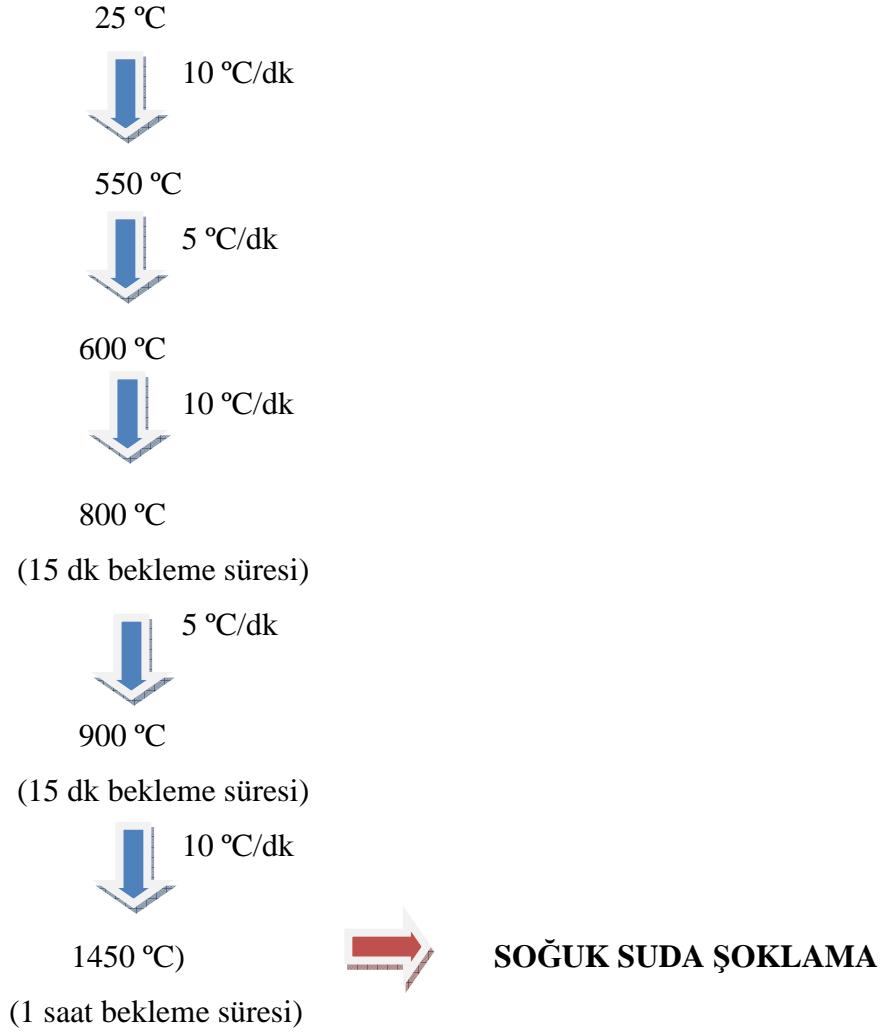 25 ºC
10 ºC/dk
550 ºC
5 ºC/dk
600 ºC
10 ºC/dk
800 ºC
(15 dk bekleme süresi)
5 ºC/dk
900 ºC
(15 dk bekleme süresi)
10 ºC/dk
1450 ºC)
SOĞUK SUDA ŞOKLAMA
(1 saat bekleme süresi)